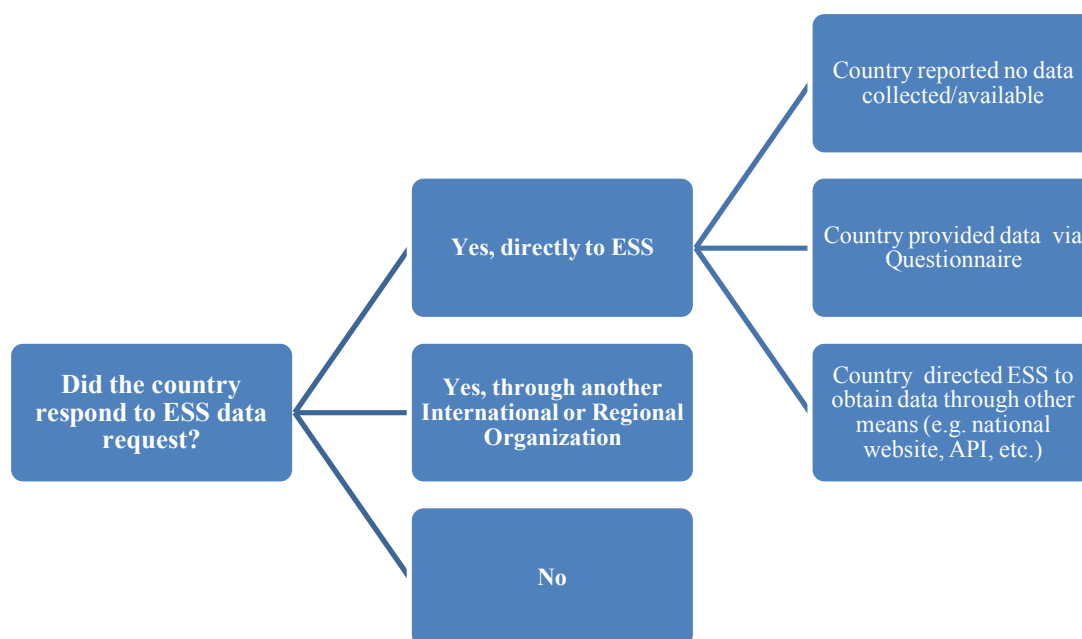 Did the country
respond to ESS data
request?
Yes, directly to ESS
Yes, through another
International or Regional
Organization
No
Country reported no data
collected/available
Country provided data via
Questionnaire
Country directed ESS to
obtain data through other
means (e.g. national
website, API, etc.)